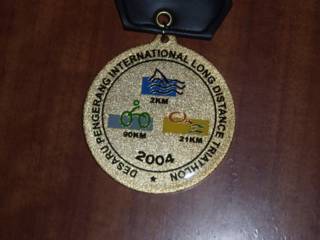 DESARU PENGERANG INTERNATIONAL LONG DISTANCE TRIATHLON
2KM
90KM
21KM
2004